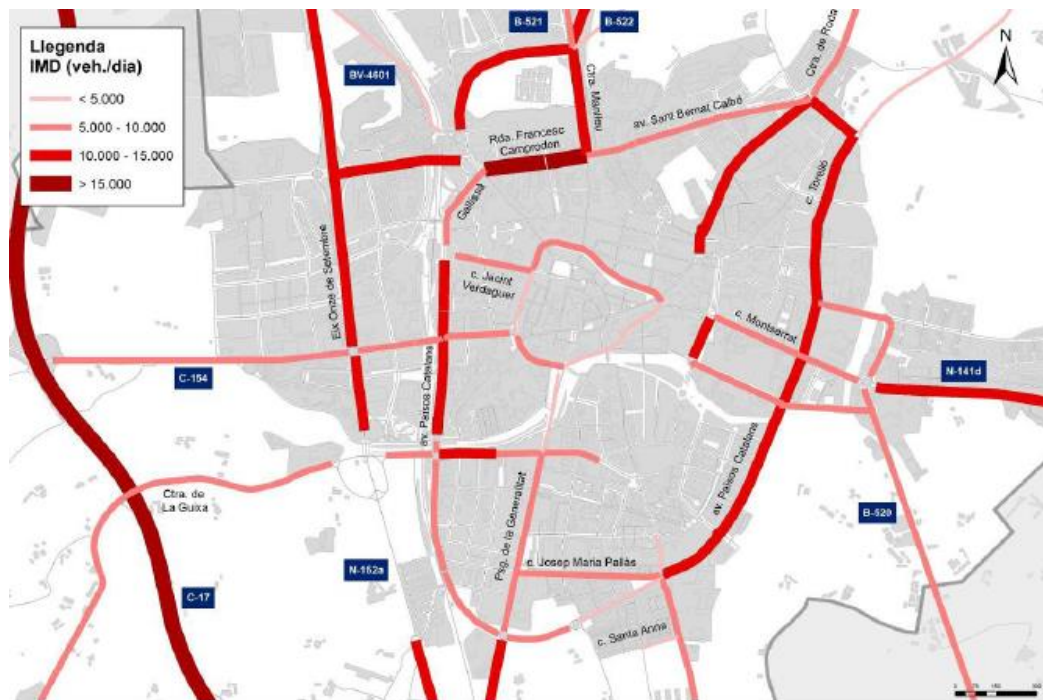 Llegenda
IMD (veh./dia)
< 5.000
5.000 - 10.000
10.000 - 15.000
> 15.000
B-521
B-522
BV-4601
Ctra. Manlleu
Ctra. de Roda
N
av. Sant Bernat Calbó
Rda. Francesc
Camprodon
Gallissà
c. Torelló
Eix Onze de Setembre
c. Jacint
Verdaguer
c. Montserrat
C-154
av. Països Catalans
N-141d
Ctra. de
La Guixa
Psg. de la Generalitat
av. Països Catalans
B-520
N-152a
c. Josep Maria Pallàs
C-17
c. Santa Anna